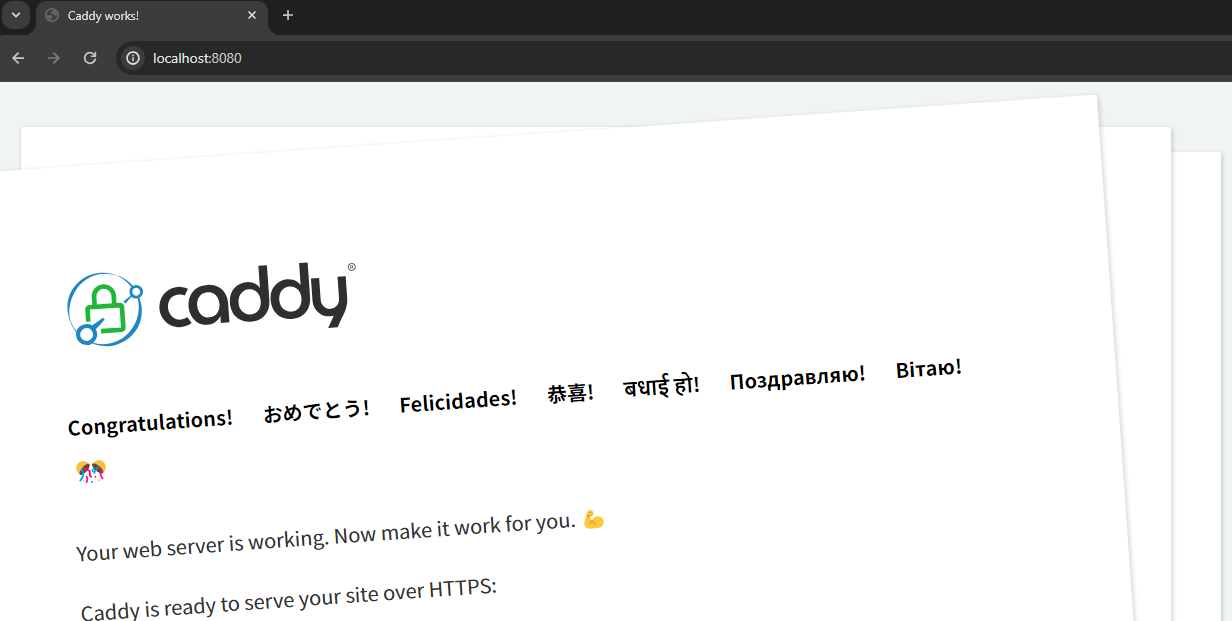 Caddy works!
localhost:8080
caddy®
Congratulations! おめでとう! Felicidades! 恭喜! बधाई हो! Поздравляю! Вітаю!
🎊
Your web server is working. Now make it work for you. 💪
Caddy is ready to serve your site over HTTPS: